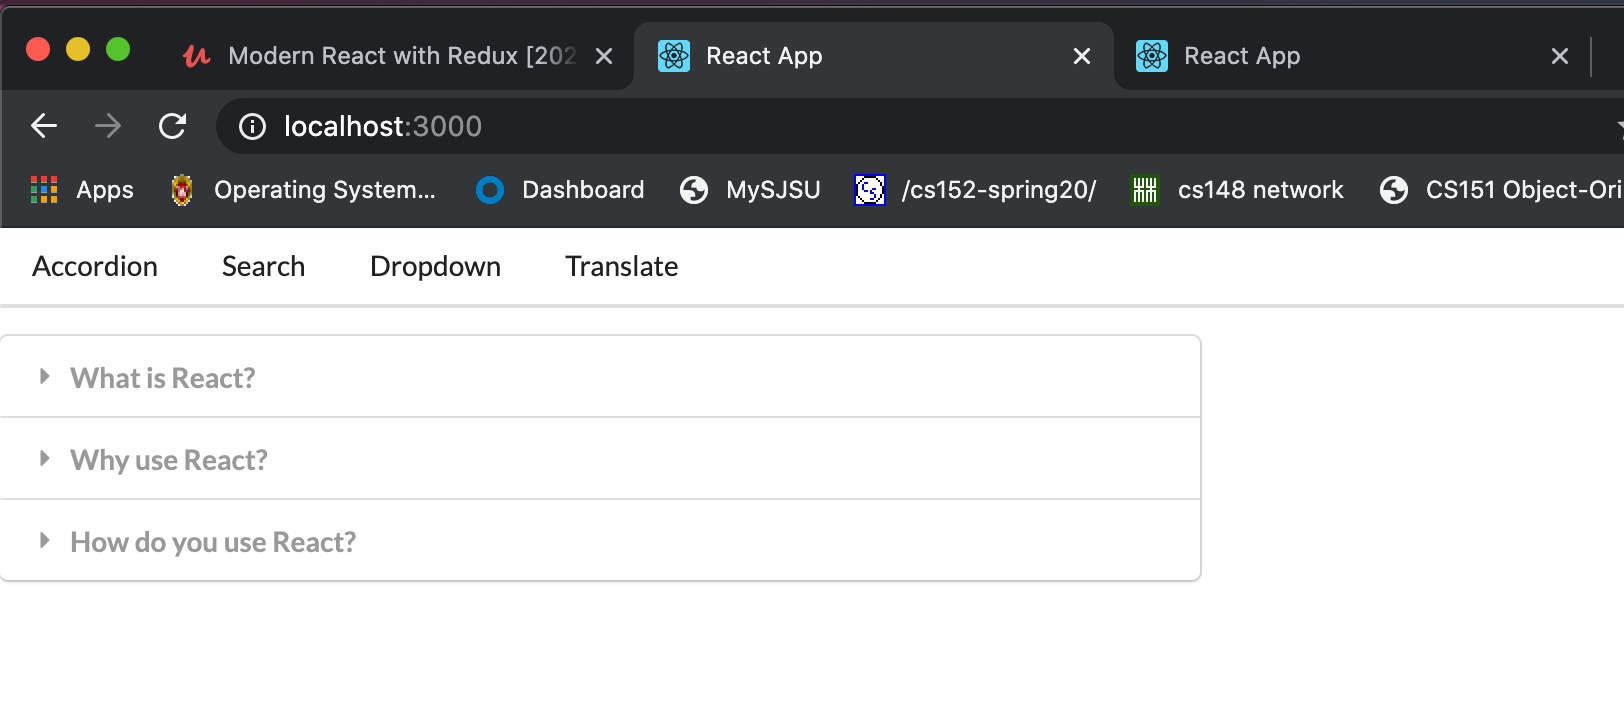 Modern React with Redux [202
React App
React App
localhost:3000
Apps
Operating System...
Dashboard
MySJSU
/cs152-spring20/
cs148 network
CS151 Object-Ori
Accordion
Search
Dropdown
Translate
What is React?
Why use React?
How do you use React?